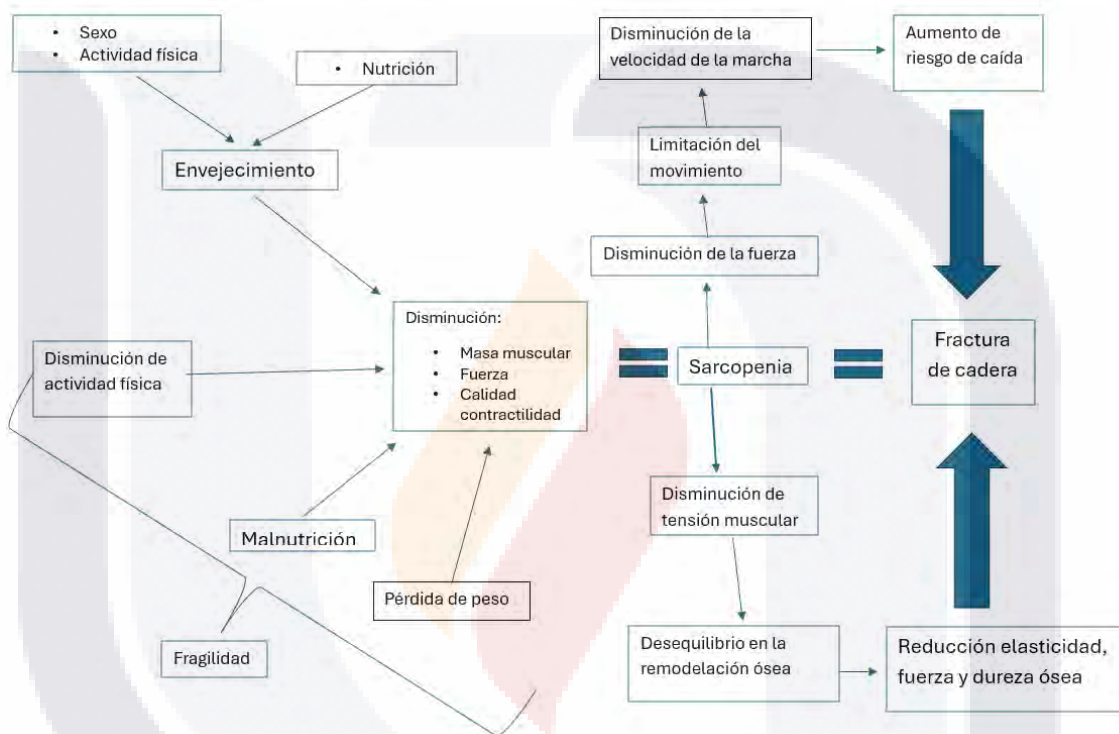 • Sexo
• Actividad física
• Nutrición
Envejecimiento
Disminución de
actividad física
Malnutrición
Pérdida de peso
Fragilidad
Disminución:
• Masa muscular
• Fuerza
• Calidad
contractilidad
=
Sarcopenia
=
Disminución de la fuerza
Limitación del
movimiento
Disminución de la
velocidad de la marcha
Aumento de
riesgo de caída
Fractura
de cadera
Disminución de
tensión muscular
Desequilibrio en la
remodelación ósea
Reducción elasticidad,
fuerza y dureza ósea